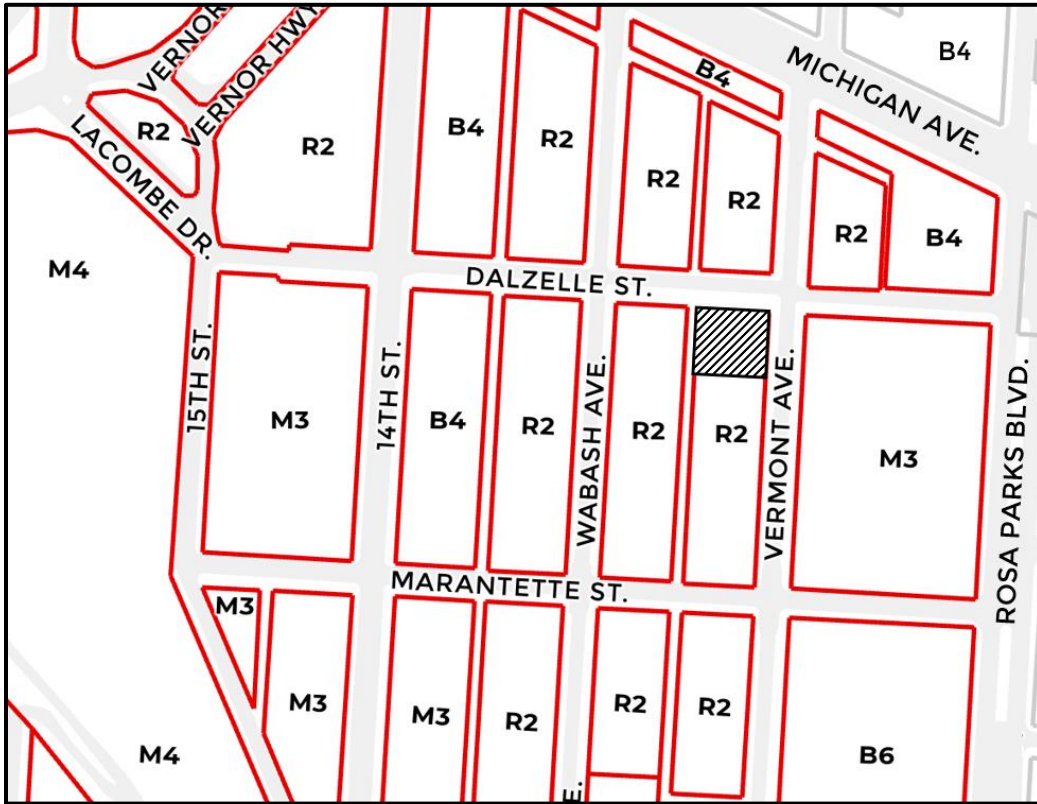 VERNOR
VERNOR HWY
MICHIGAN AVE.
B4
B4
R2
LACOMBE DR.
R2
B4
R2
R2
R2
R2
B4
M4
DALZELLE ST.
15TH ST.
M3
14TH ST.
B4
R2
WABASH AVE.
R2
R2
VERMONT AVE.
M3
ROSA PARKS BLVD.
MARANTETTE ST.
M3
M3
M3
R2
R2
R2
M4
B6
E.